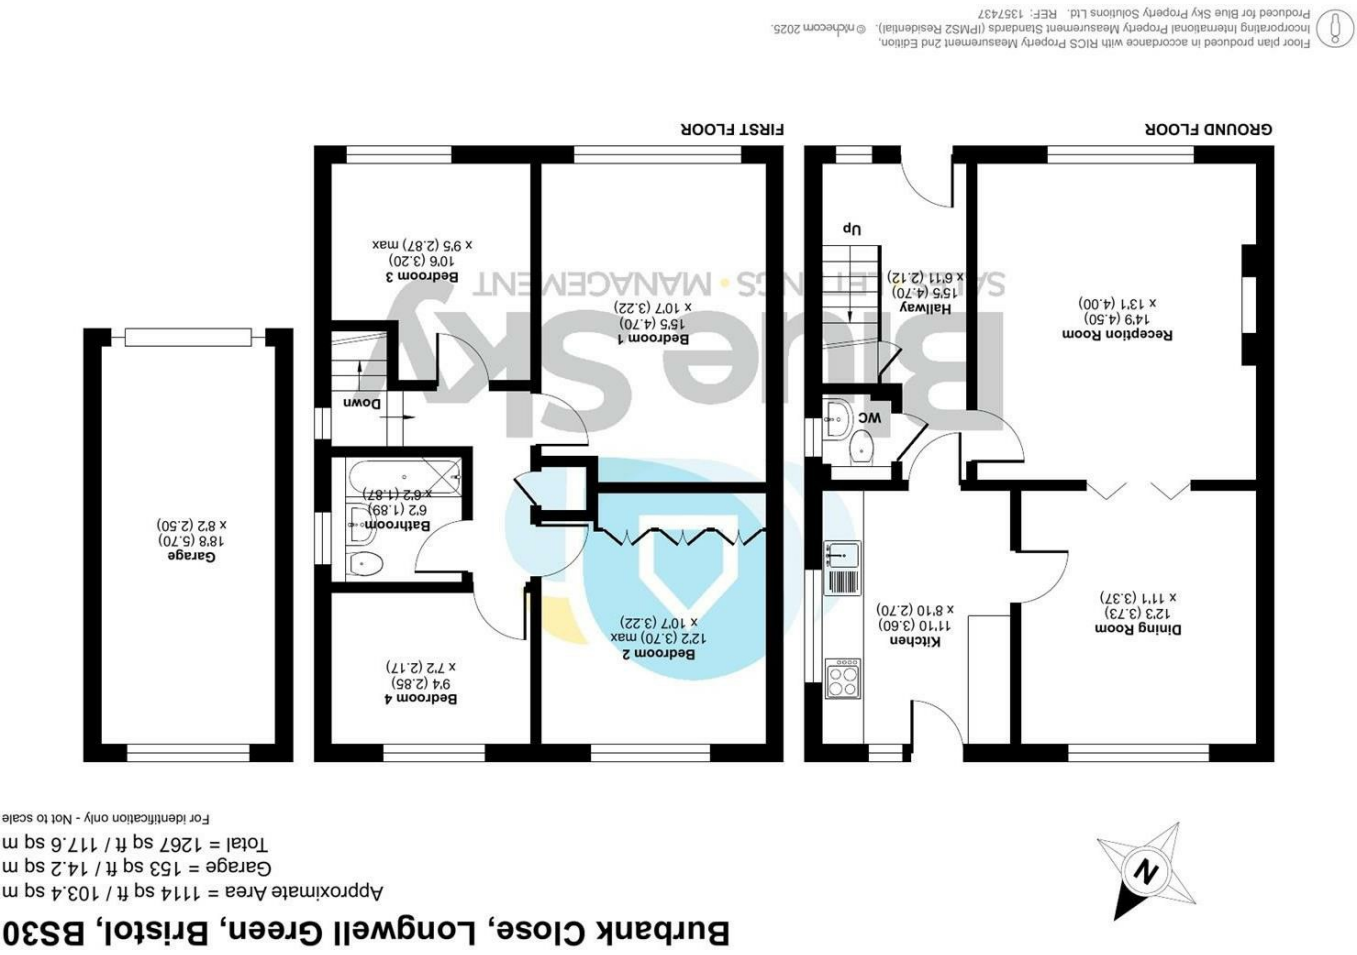 Burbank Close, Longwell Green, Bristol, BS30
Approximate Area = 1114 sq ft / 103.4 sq m
Garage = 153 sq ft / 14.2 sq m
Total = 1267 sq ft / 117.6 sq m
For identification only - Not to scale
N
Dining Room
12'3 (3.73)
x 11'1 (3.37)
Kitchen
11'10 (3.60)
x 8'10 (2.70)
Reception Room
14'9 (4.50)
x 13'1 (4.00)
WC
Hallway
15'5 (4.70)
x 6'11 (2.12)
Up
GROUND FLOOR
Bedroom 2
12'2 (3.70) max
x 10'7 (3.22)
Bedroom 4
9'4 (2.85)
x 7'2 (2.17)
Bathroom
6'2 (1.89)
x 6'2 (1.87)
Down
Bedroom 1
15'5 (4.70)
x 10'7 (3.22)
Bedroom 3
10'6 (3.20)
x 9'5 (2.87) max
FIRST FLOOR
Garage
18'8 (5.70)
x 8'2 (2.50)
Blue Sky
SALES • LETTINGS • MANAGEMENT
Floor plan produced in accordance with RICS Property Measurement 2nd Edition,
Incorporating International Property Measurement Standards (IPMS2 Residential). © nichecom 2025.
Produced for Blue Sky Property Solutions Ltd. REF: 1357437